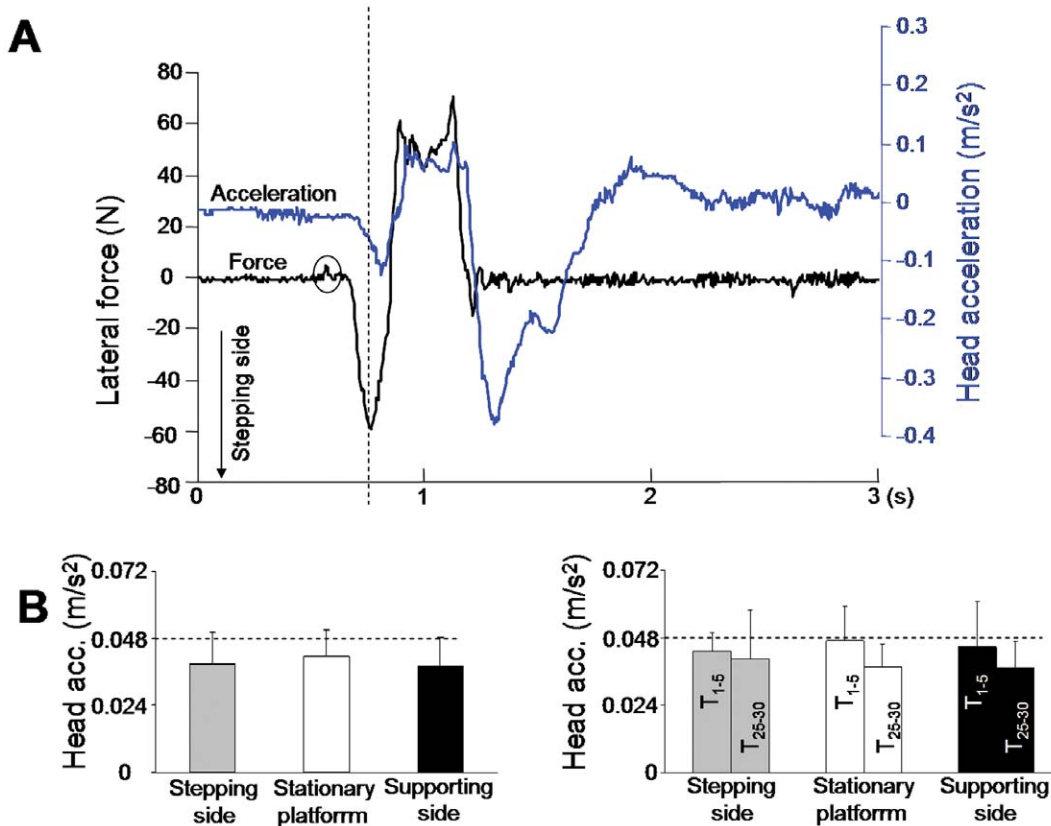 A
Lateral force (N)
80
60
40
20
0
-20
-40
-60
-80
Acceleration
Force
Stepping side
0
1
2
3 (s)
0.3
0.2
0.1
0
-0.1
-0.2
-0.3
-0.4
Head acceleration (m/s²)
B
Head acc. (m/s²)
0.072
0.048
0.024
0
Stepping side
Stationary platforrm
Supporting side
Head acc. (m/s²)
0.072
0.048
0.024
0
T1-5
T25-30
T1-5
T25-30
T1-5
T25-30
Stepping side
Stationary platforrm
Supporting side